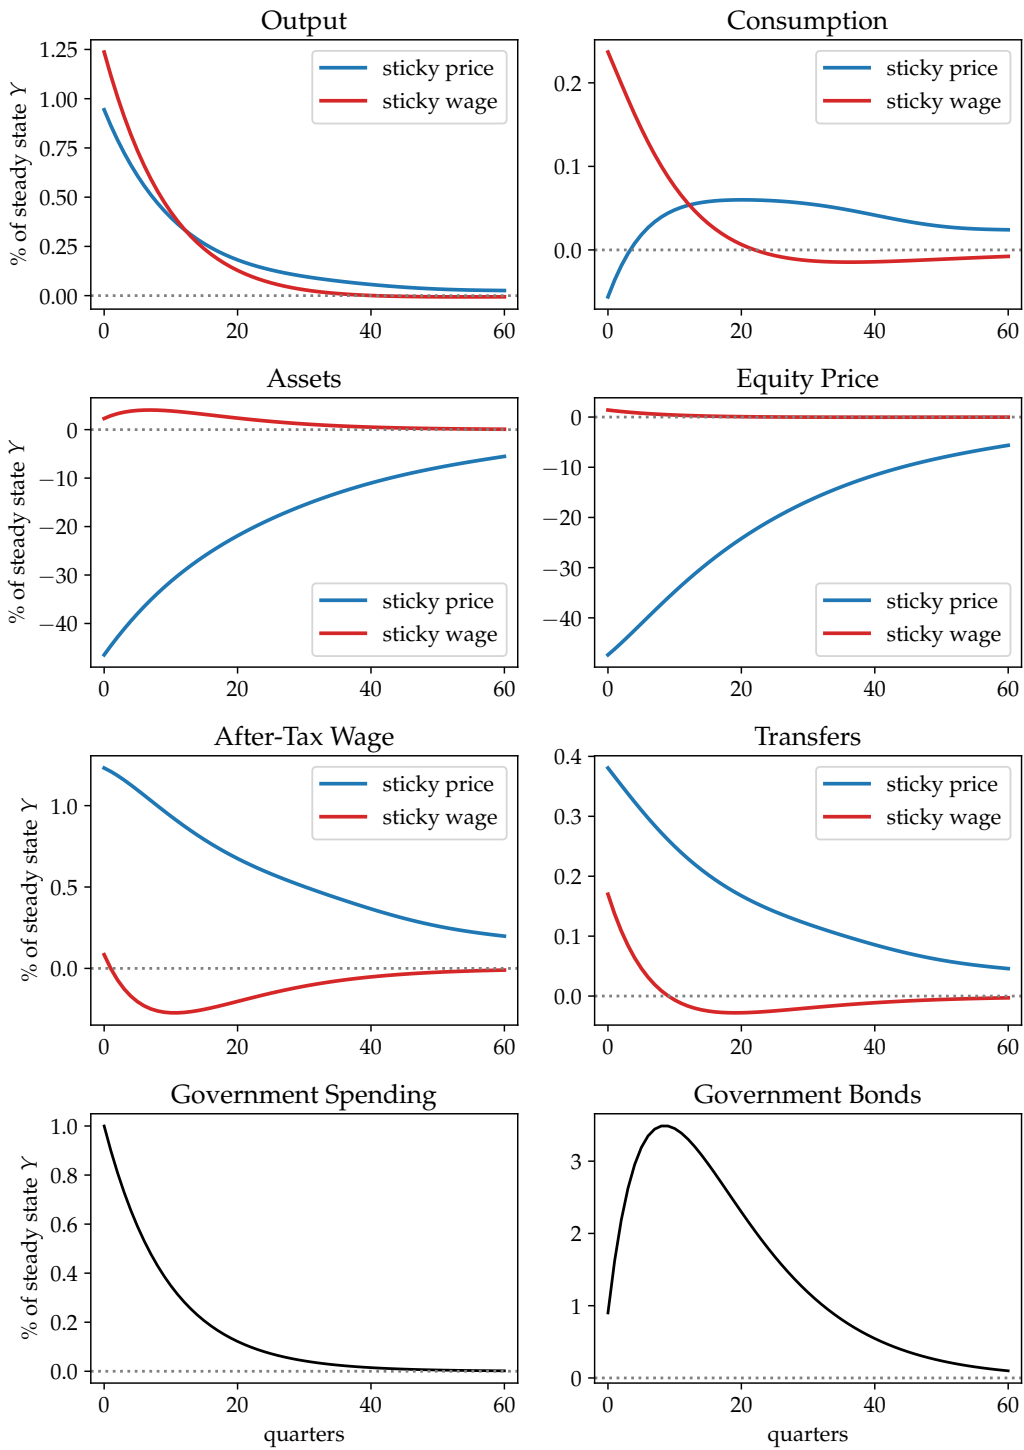 Output
Consumption
% of steady state Y
1.25
1.00
0.75
0.50
0.25
0.00
0 20 40 60
sticky price
sticky wage
0.2
0.1
0.0
0 20 40 60
sticky price
sticky wage
Assets
Equity Price
% of steady state Y
0
−10
−20
−30
−40
0 20 40 60
sticky price
sticky wage
0
−10
−20
−30
−40
0 20 40 60
sticky price
sticky wage
After-Tax Wage
Transfers
% of steady state Y
1.0
0.5
0.0
0 20 40 60
sticky price
sticky wage
0.4
0.3
0.2
0.1
0.0
0 20 40 60
sticky price
sticky wage
Government Spending
Government Bonds
% of steady state Y
1.0
0.8
0.6
0.4
0.2
0.0
0 20 40 60
quarters
3
2
1
0
0 20 40 60
quarters